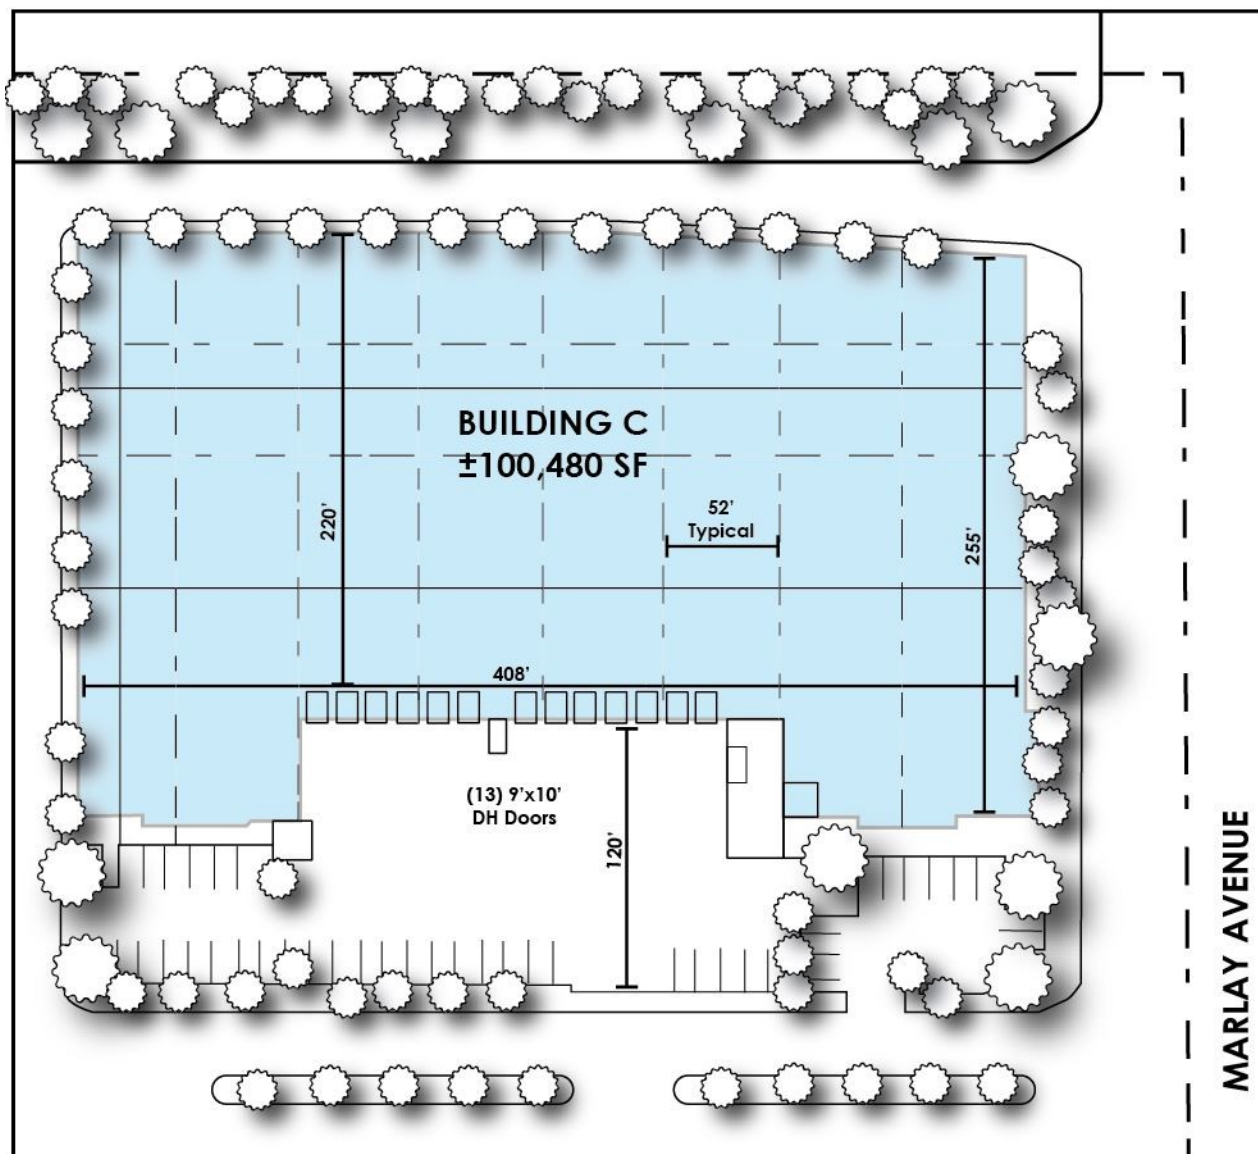 BUILDING C
±100,480 SF
220'
52'
Typical
255'
408'
(13) 9'x10'
DH Doors
120'
MARLAY AVENUE